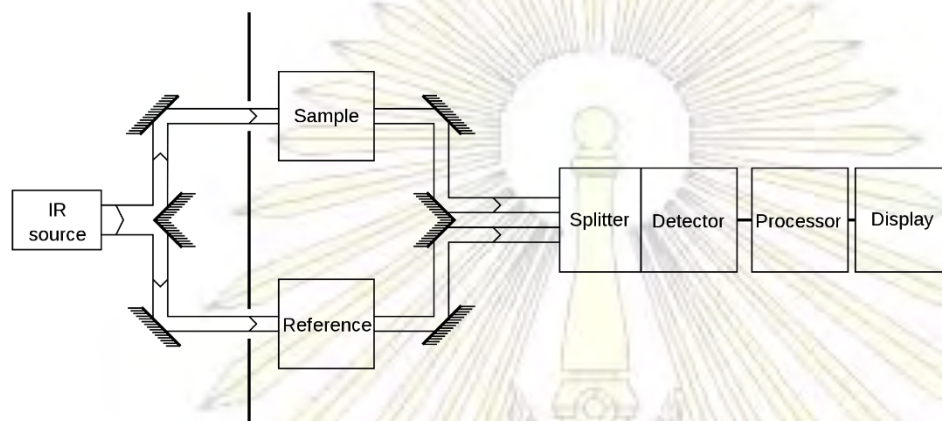 IR
source
Sample
Reference
Splitter
Detector
Processor
Display